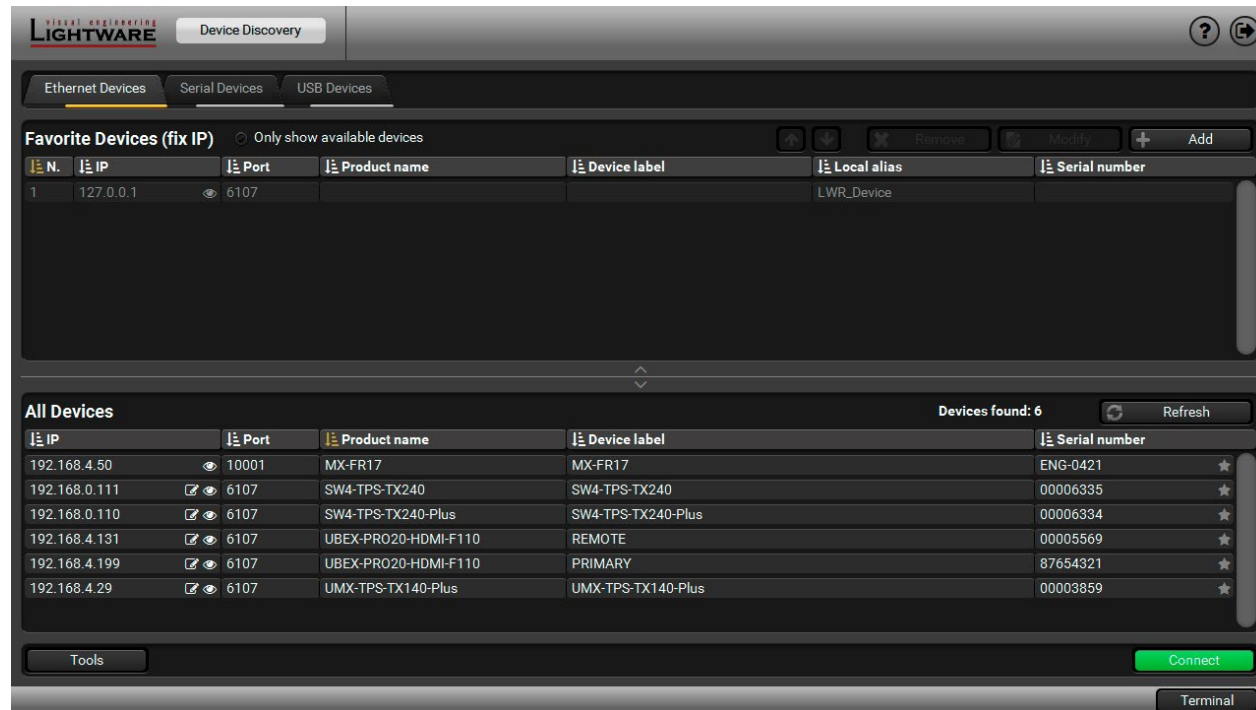 visual engineering
LIGHTWARE Device Discovery ?
Ethernet Devices Serial Devices USB Devices
Favorite Devices (fix IP) Only show available devices Remove Modify Add
N. IP Port Product name Device label Local alias Serial number
1 127.0.0.1 6107 LWR_Device
All Devices Devices found: 6 Refresh
IP Port Product name Device label Serial number
192.168.4.50 10001 MX-FR17 MX-FR17 ENG-0421
192.168.0.111 6107 SW4-TPS-TX240 SW4-TPS-TX240 00006335
192.168.0.110 6107 SW4-TPS-TX240-Plus SW4-TPS-TX240-Plus 00006334
192.168.4.131 6107 UBEX-PRO20-HDMI-F110 REMOTE 00005569
192.168.4.199 6107 UBEX-PRO20-HDMI-F110 PRIMARY 87654321
192.168.4.29 6107 UMX-TPS-TX140-Plus UMX-TPS-TX140-Plus 00003859
Tools Connect
Terminal